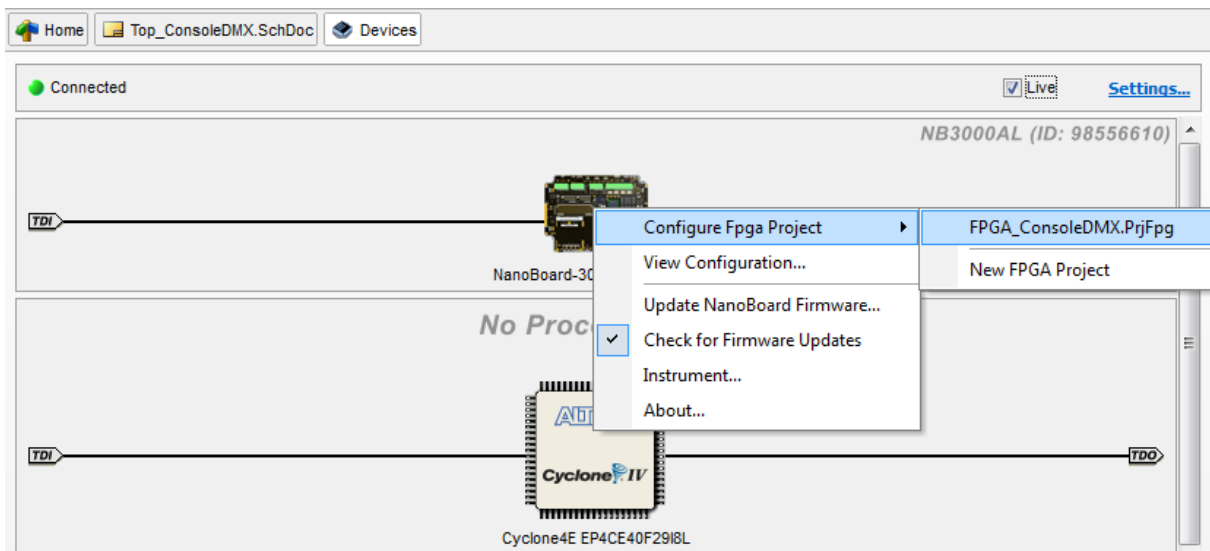 Home Top_ConsoleDMX.SchDoc Devices
Connected Live Settings...
NB3000AL (ID: 98556610)
TDI
NanoBoard-30
Configure Fpga Project FPGA_ConsoleDMX.PrjFpg
View Configuration... New FPGA Project
Update NanoBoard Firmware...
Check for Firmware Updates
Instrument...
About...
No Proc
ALT
Cyclone IV
TDI TDO
Cyclone4E EP4CE40F29I8L